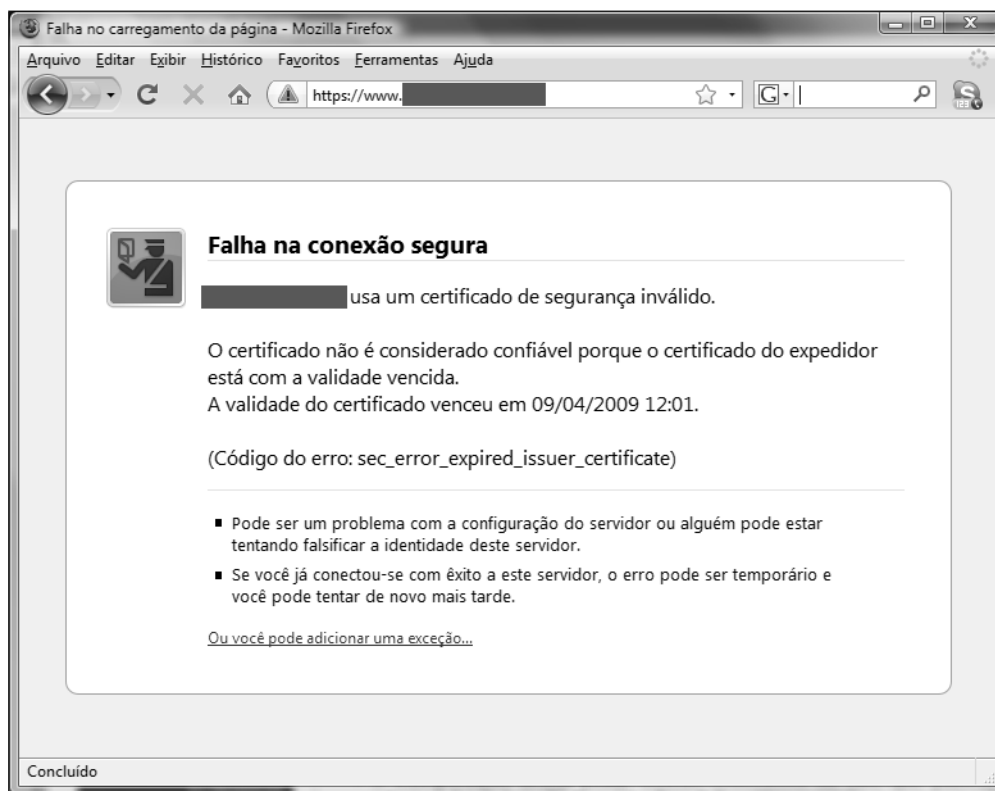 Falha no carregamento da página - Mozilla Firefox
Arquivo Editar Exibir Histórico Favoritos Ferramentas Ajuda
https://www.
G
Falha na conexão segura
usa um certificado de segurança inválido.
O certificado não é considerado confiável porque o certificado do expedidor
está com a validade vencida.
A validade do certificado venceu em 09/04/2009 12:01.
(Código do erro: sec_error_expired_issuer_certificate)
Pode ser um problema com a configuração do servidor ou alguém pode estar
tentando falsificar a identidade deste servidor.
Se você já conectou-se com êxito a este servidor, o erro pode ser temporário e
você pode tentar de novo mais tarde.
Ou você pode adicionar uma exceção...
Concluído